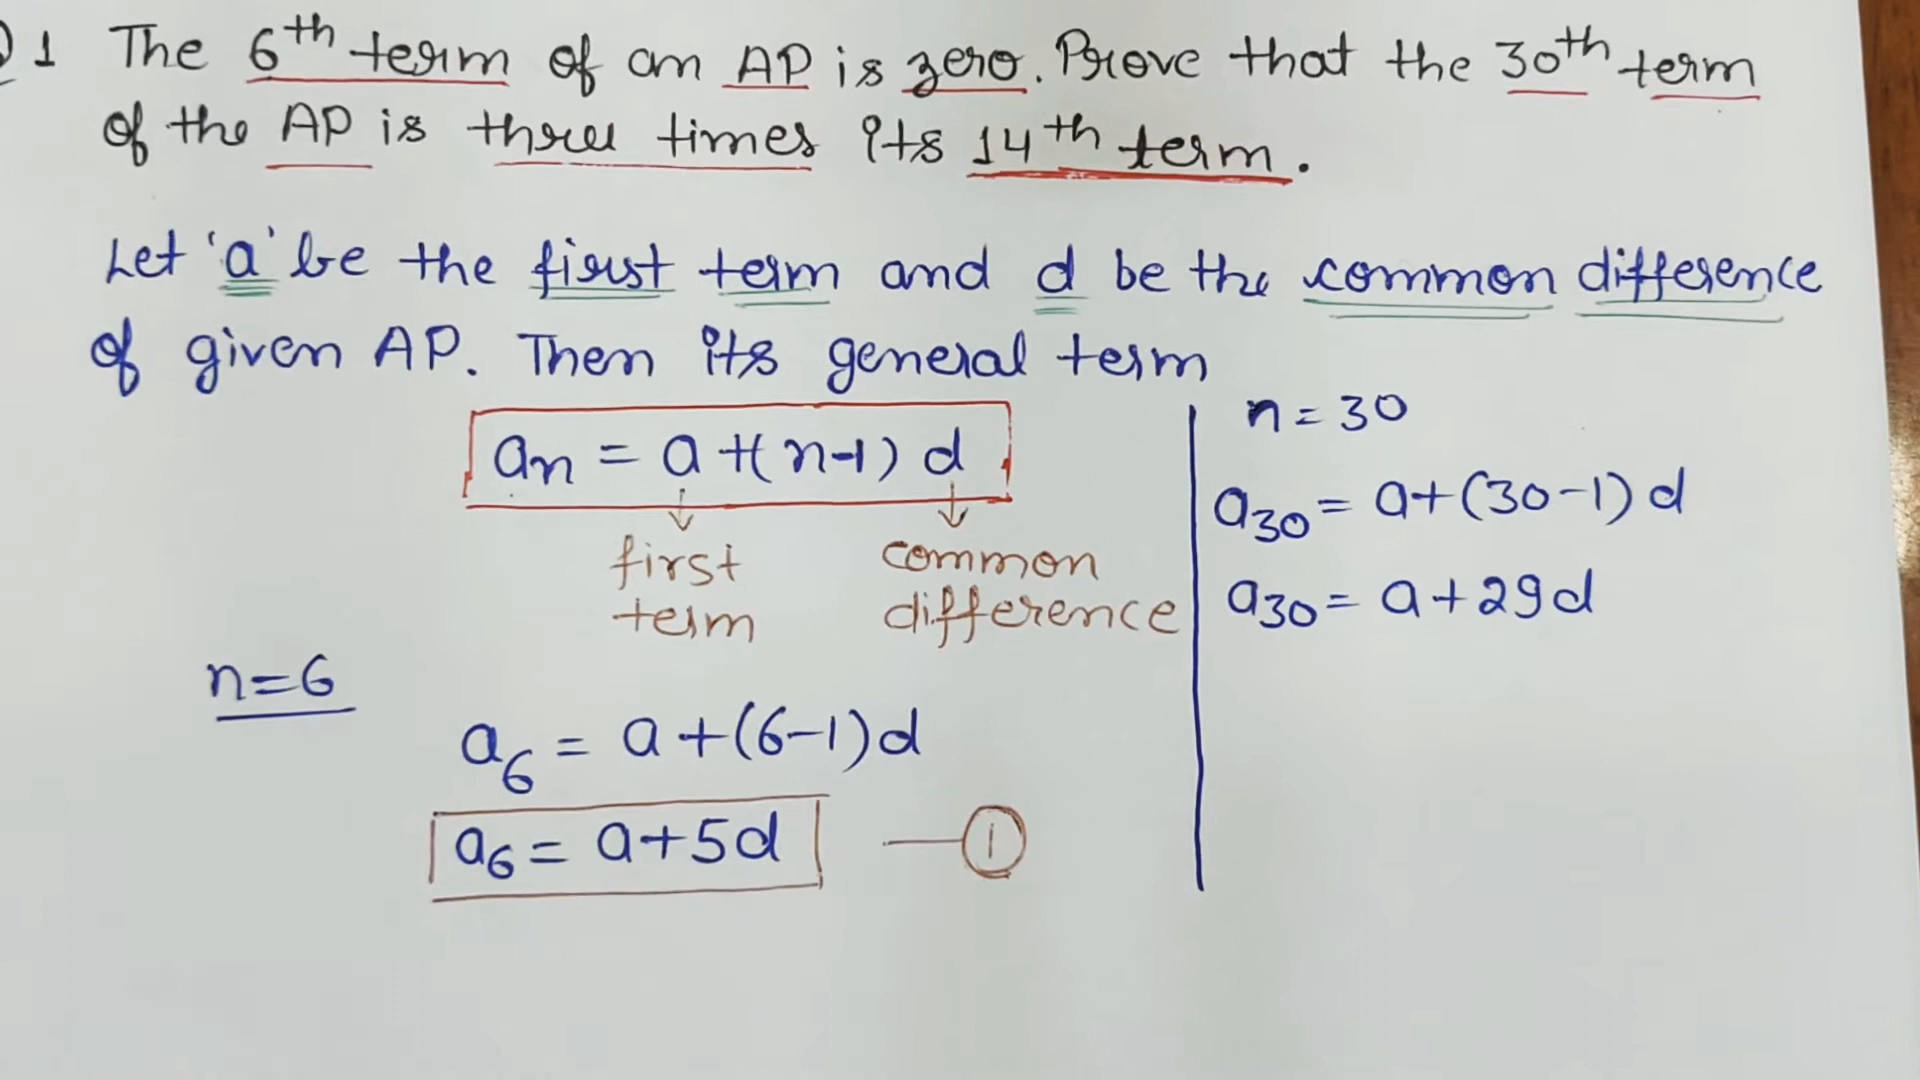 1 The 6th term of an AP is zero. Prove that the 30th term
of the AP is three times its 14th term.
Let 'a' be the first term and d be the common difference
of given AP. Then its general term
an = a +(n-1) d
first term
common difference
n=6
a6 = a+(6-1)d
a6 = a+5d — 1
n = 30
a30 = a+(30-1) d
a30 = a+29d